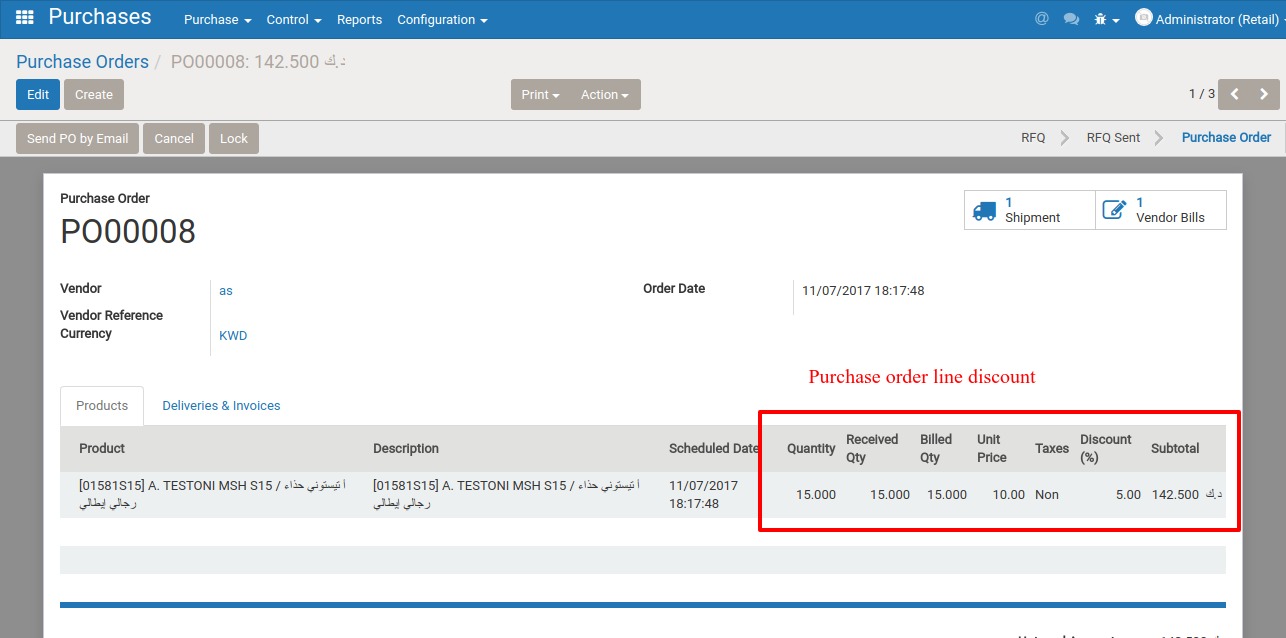 Purchases
Purchase Control Reports Configuration
@ Administrator (Retail)
Purchase Orders / PO00008: 142.500 د.ك
Edit Create Print Action 1 / 3
Send PO by Email Cancel Lock RFQ RFQ Sent Purchase Order
Purchase Order
PO00008
1
Shipment
1
Vendor Bills
Vendor as
Vendor Reference
Currency KWD
Order Date 11/07/2017 18:17:48
Purchase order line discount
Products Deliveries & Invoices
Product Description Scheduled Date Quantity Received Qty Billed Qty Unit Price Taxes Discount (%) Subtotal
[01581S15] A. TESTONI MSH S15 / أ تيستوني حذاء
رجالي إيطالي
[01581S15] A. TESTONI MSH S15 / أ تيستوني حذاء
رجالي إيطالي
11/07/2017
18:17:48
15.000 15.000 15.000 10.00 Non 5.00 142.500 د.ك